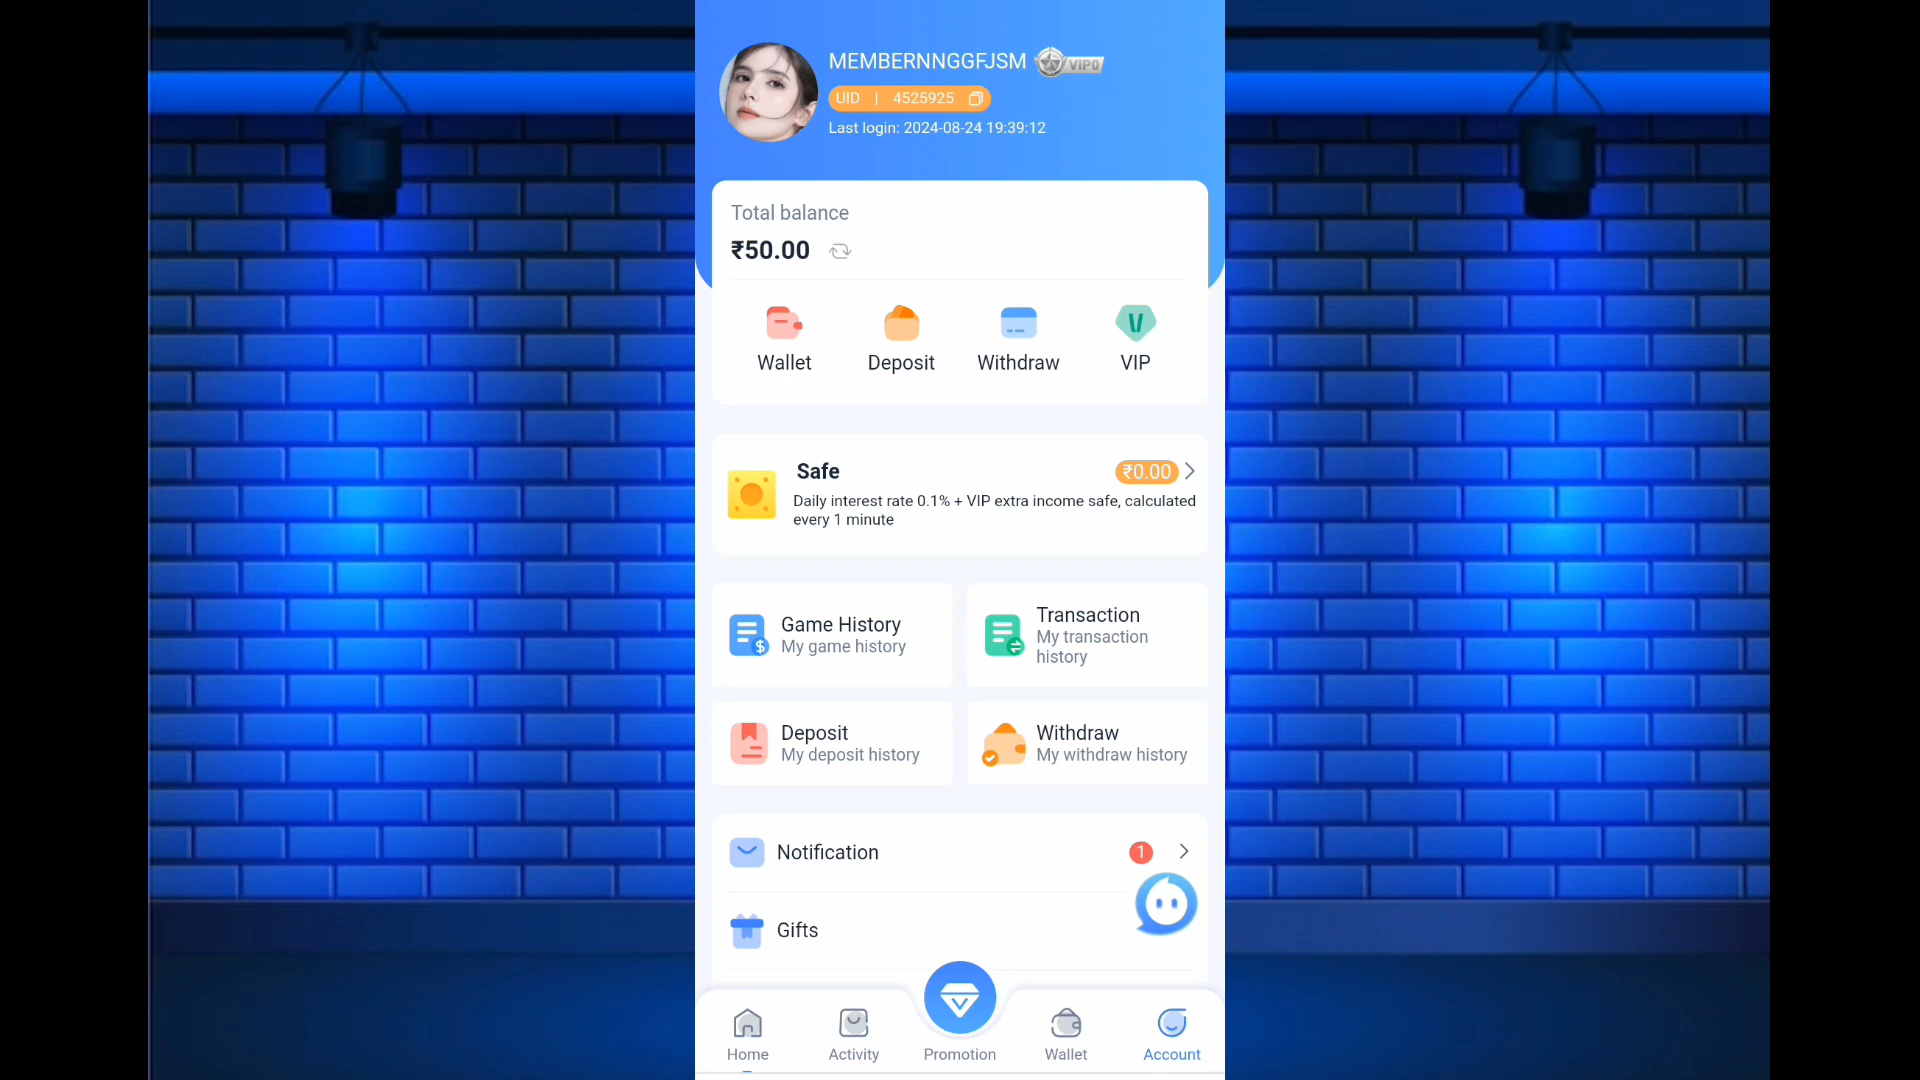 MEMBERNNGGFJSM VIP0
UID | 4525925
Last login: 2024-08-24 19:39:12
Total balance
₹50.00
Wallet Deposit Withdraw VIP
Safe ₹0.00
Daily interest rate 0.1% + VIP extra income safe, calculated
every 1 minute
Game History
My game history
Transaction
My transaction
history
Deposit
My deposit history
Withdraw
My withdraw history
Notification 1
Gifts
Home Activity Promotion Wallet Account